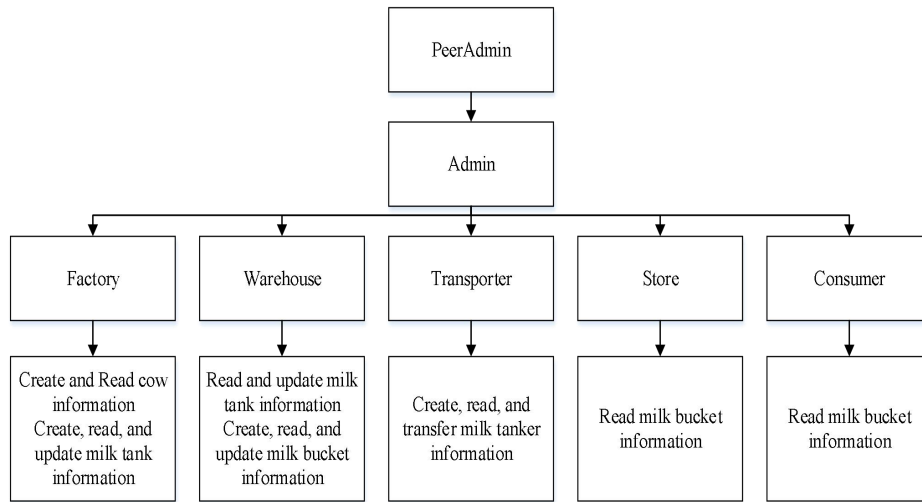 PeerAdmin
Admin
Factory
Warehouse
Transporter
Store
Consumer
Create and Read cow
information
Create, read, and
update milk tank
information
Read and update milk
tank information
Create, read, and
update milk bucket
information
Create, read, and
transfer milk tanker
information
Read milk bucket
information
Read milk bucket
information